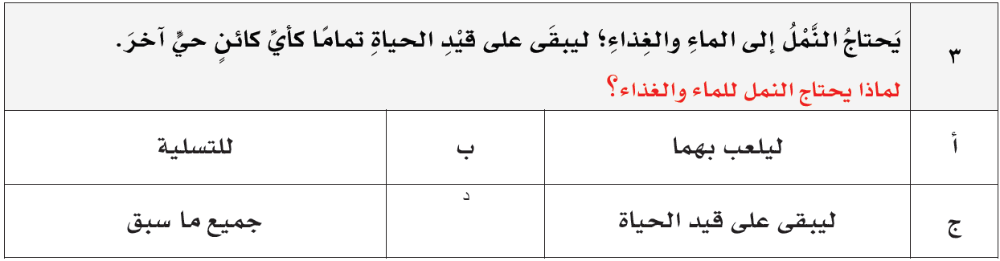 ٣
يَحتاجُ النَّمْلُ إلى الماءِ والغِذاءِ؛ ليبقَى على قيْدِ الحياةِ تمامًا كأيِّ كائنٍ حيٍّ آخرَ.
لماذا يحتاج النمل للماء والغذاء؟
أ ليلعب بهما ب للتسلية
ج ليبقى على قيد الحياة د جميع ما سبق